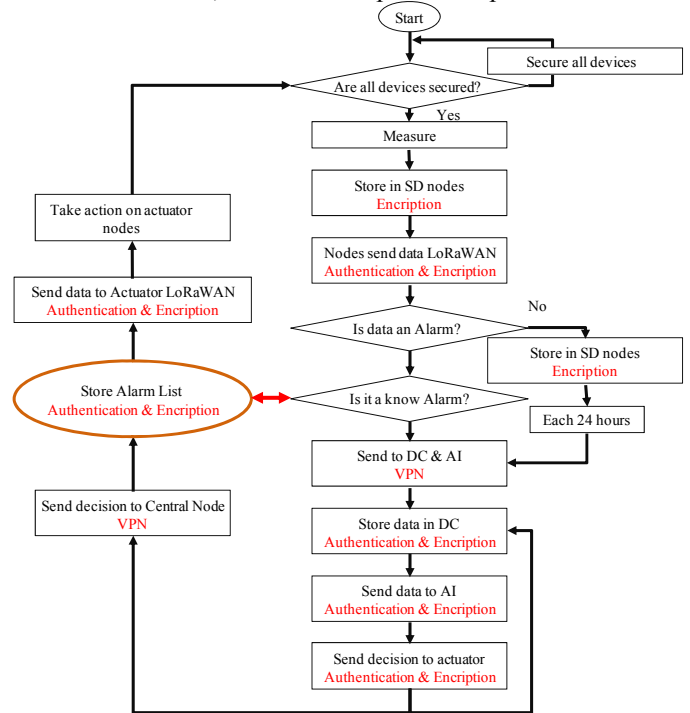 Start
Secure all devices
Are all devices secured?
Yes
Measure
Store in SD nodes
Encription
Take action on actuator
nodes
Nodes send data LoRaWAN
Authentication & Encription
Send data to Actuator LoRaWAN
Authentication & Encription
No
Is data an Alarm?
Store in SD nodes
Encription
Store Alarm List
Authentication & Encription
Is it a know Alarm?
Each 24 hours
Send to DC & AI
VPN
Send decision to Central Node
VPN
Store data in DC
Authentication & Encription
Send data to AI
Authentication & Encription
Send decision to actuator
Authentication & Encription